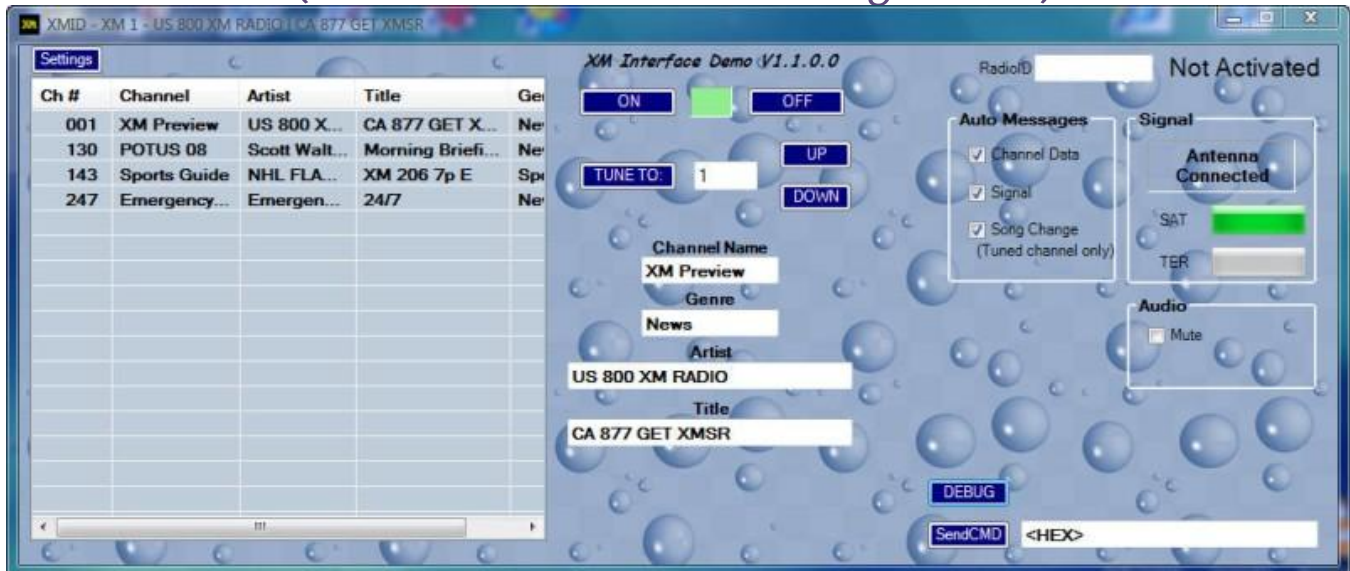 XMID - XM 1 - US 800 XM RADIO | CA 877 GET XMSR
Settings
Ch # Channel Artist Title
001 XM Preview US 800 X... CA 877 GET X...
130 POTUS 08 Scott Walt... Morning Briefi...
143 Sports Guide NHL FLA... XM 206 7p E
247 Emergency... Emergen... 24/7
XM Interface Demo V1.1.0.0
ON OFF
TUNE TO: 1 UP
DOWN
Channel Name
XM Preview
Genre
News
Artist
US 800 XM RADIO
Title
CA 877 GET XMSR
RadioID Not Activated
Auto Messages
Channel Data
Signal
Song Change
(Tuned channel only)
Signal
Antenna
Connected
SAT
TER
Audio
Mute
DEBUG
SendCMD <HEX>